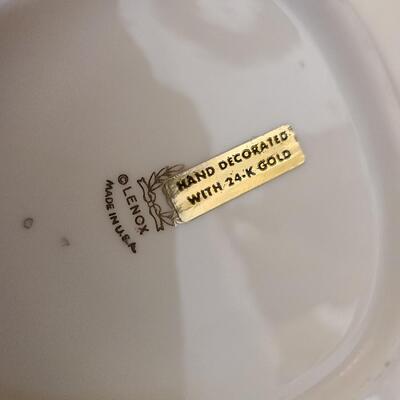 HAND DECORATED
WITH 24-K GOLD
© LENOX
MADE IN U.S.A.